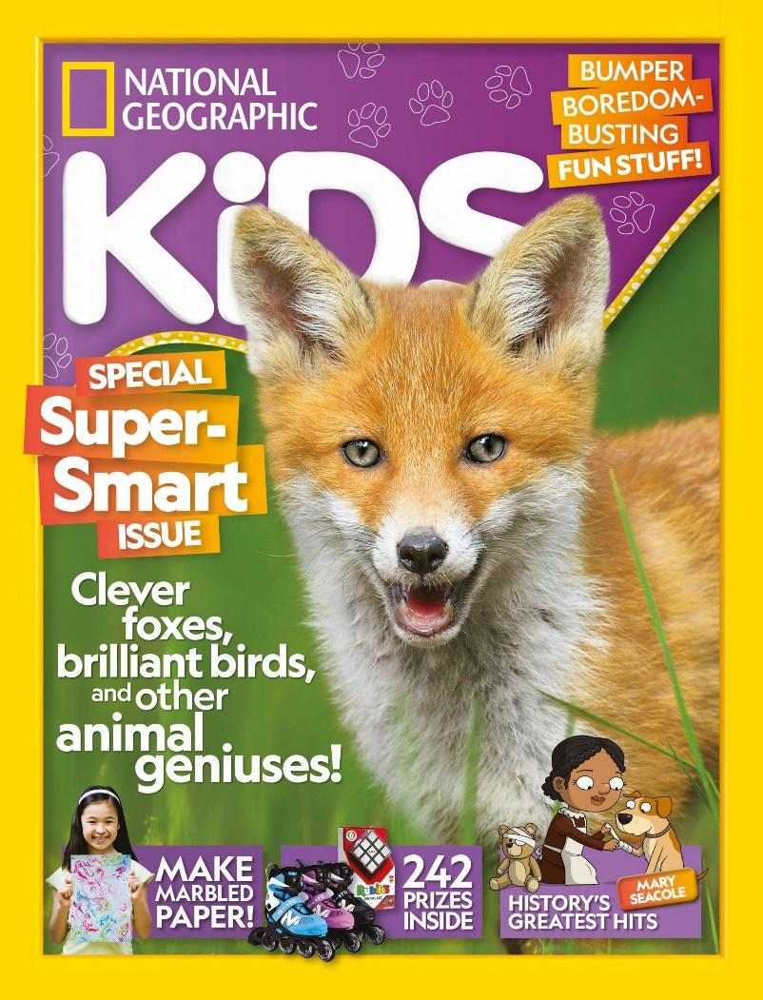 NATIONAL
GEOGRAPHIC
KiDS
BUMPER
BOREDOM-
BUSTING
FUN STUFF!
SPECIAL
Super-
Smart
ISSUE
Clever
foxes,
brilliant birds,
and other
animal
geniuses!
MAKE
MARBLED
PAPER!
Rubik's
METALLIC
242
PRIZES
INSIDE
HISTORY'S
GREATEST HITS
MARY
SEACOLE